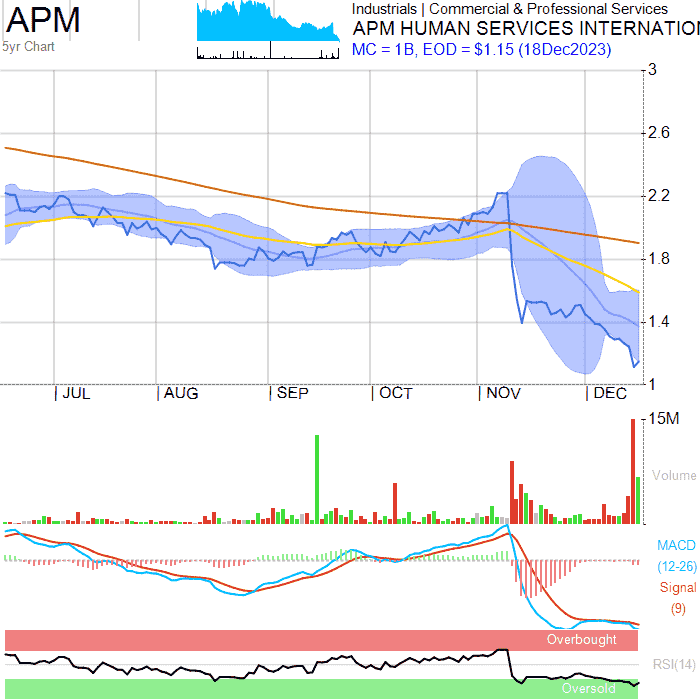 APM
5yr Chart
Industrials | Commercial & Professional Services
APM HUMAN SERVICES INTERNATIO
MC = 1B, EOD = $1.15 (18Dec2023)
3
2.6
2.2
1.8
1.4
1
JUL AUG SEP OCT NOV DEC
15M
Volume
MACD
(12-26)
Signal
(9)
Overbought
RSI(14)
Oversold